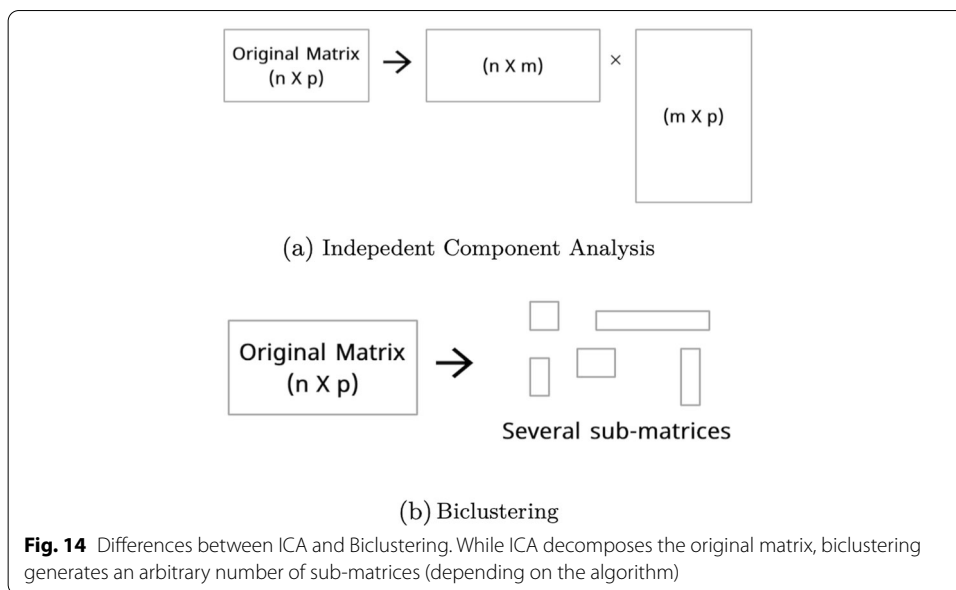 Original Matrix
(n X p)
→
(n X m)
×
(m X p)
(a) Indepedent Component Analysis
Original Matrix
(n X p)
→
Several sub-matrices
(b) Biclustering
Fig. 14 Differences between ICA and Biclustering. While ICA decomposes the original matrix, biclustering
generates an arbitrary number of sub-matrices (depending on the algorithm)